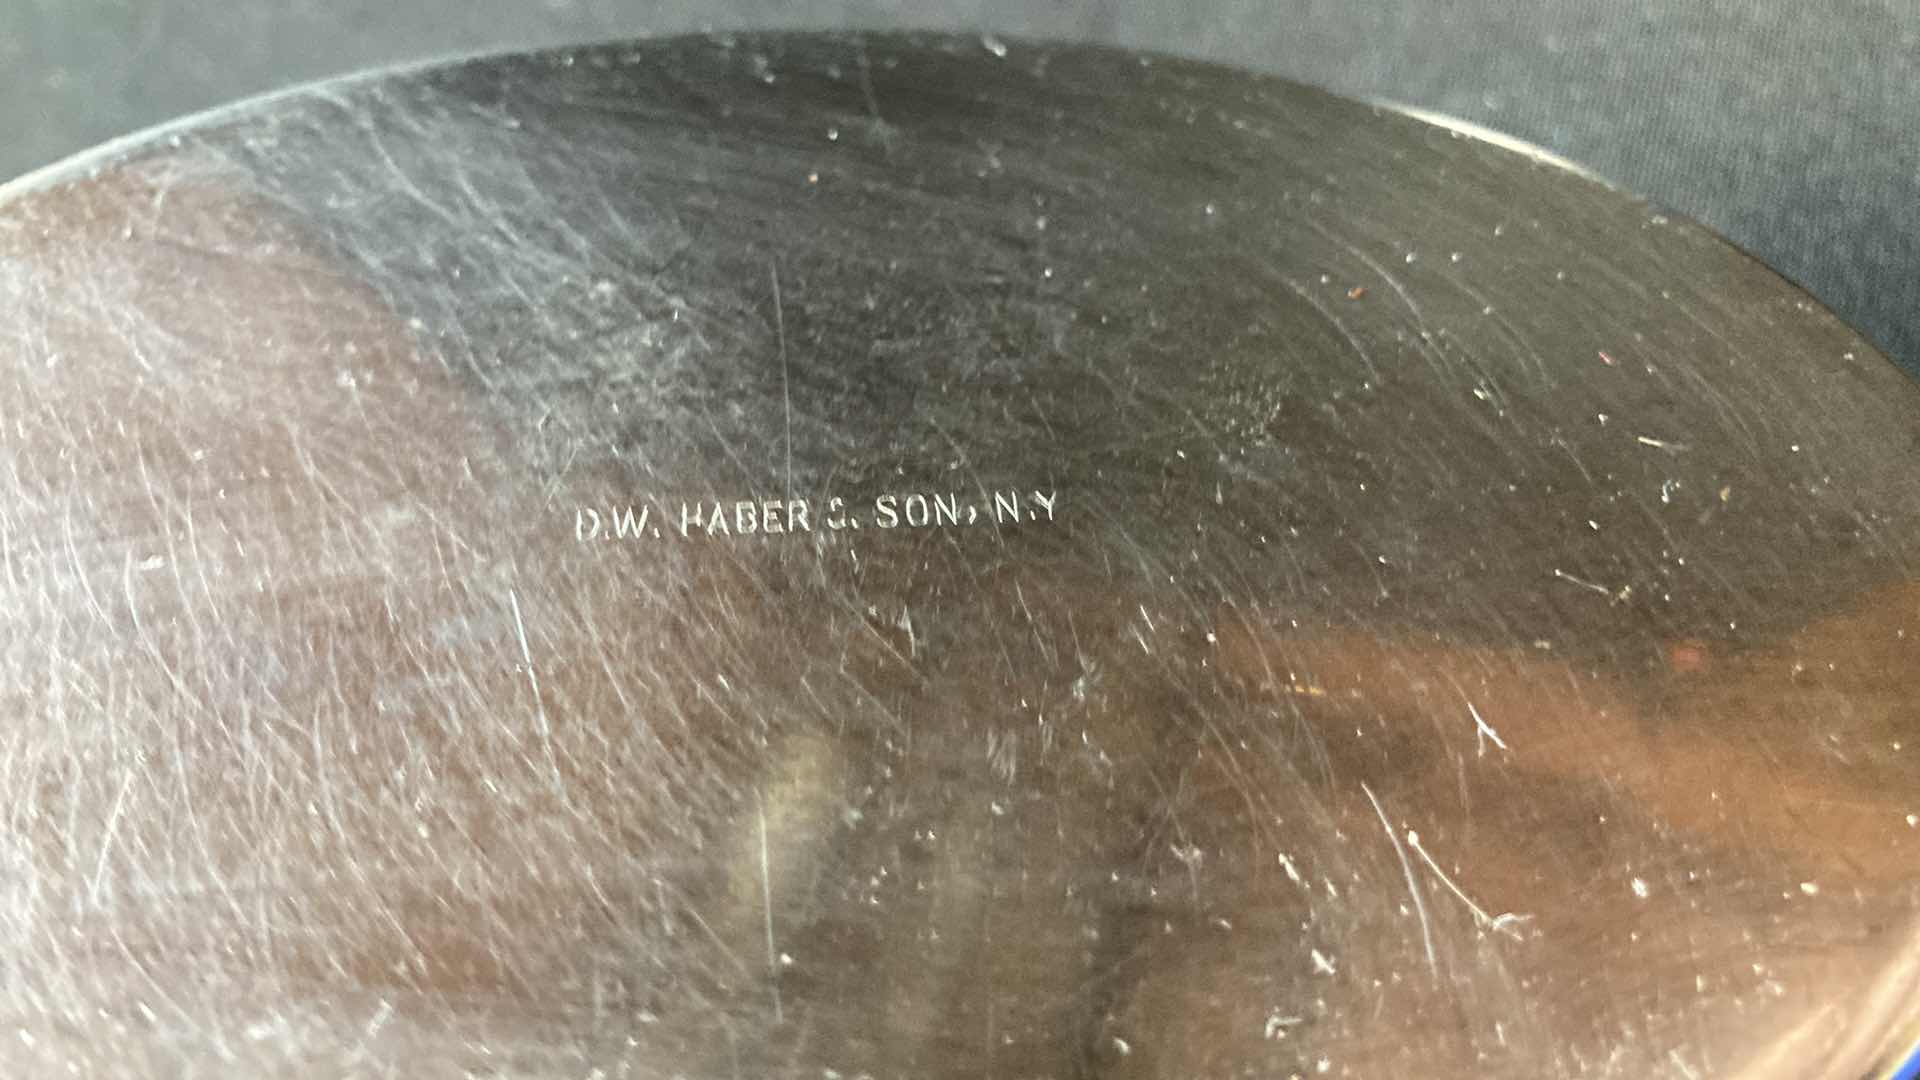 D.W. HABER & SON, N.Y